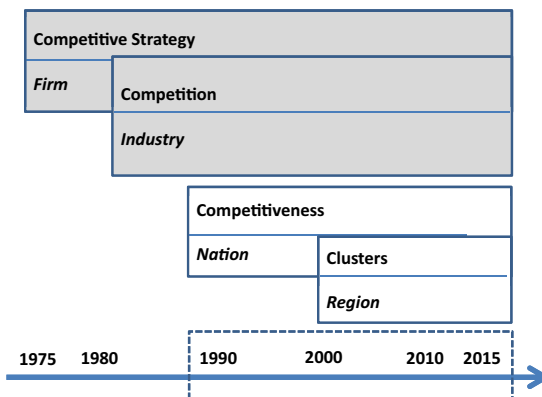 Competitive Strategy
Firm
Competition
Industry
Competitiveness
Nation
Clusters
Region
1975 1980 1990 2000 2010 2015